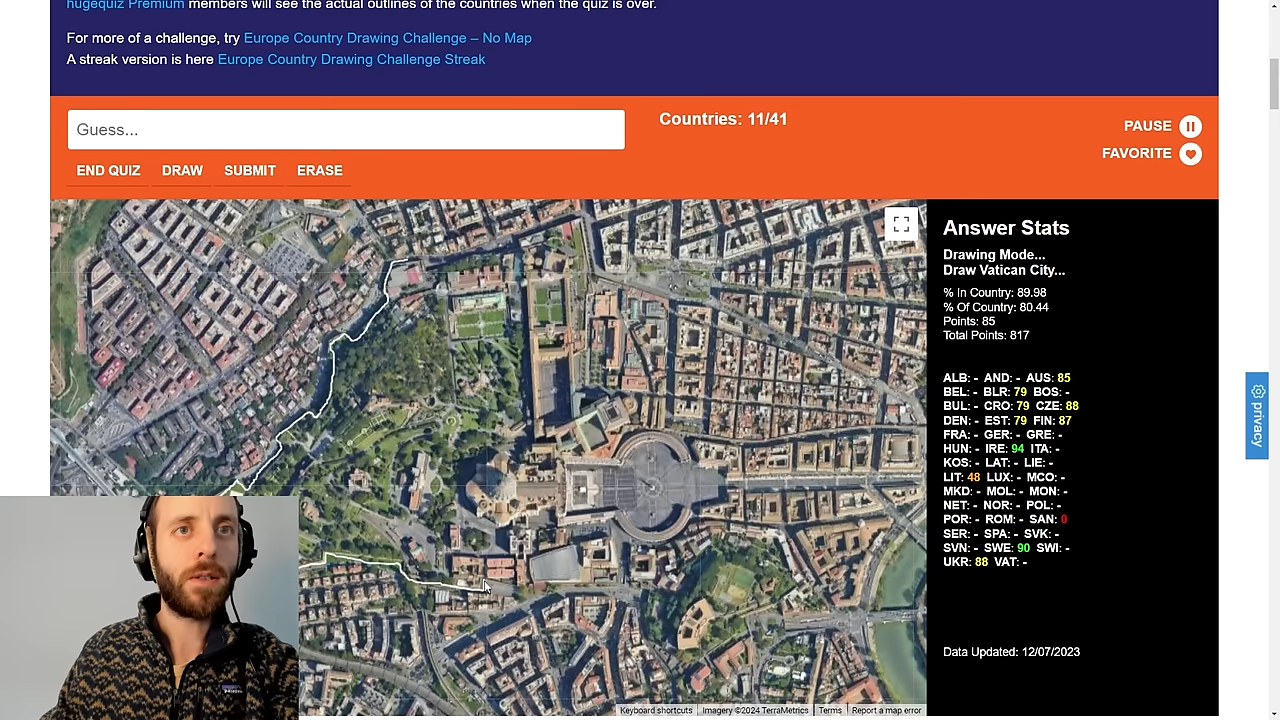 hugequiz Premium members will see the actual outlines of the countries when the quiz is over.
For more of a challenge, try Europe Country Drawing Challenge – No Map
A streak version is here Europe Country Drawing Challenge Streak
Guess...
Countries: 11/41
PAUSE
FAVORITE
END QUIZ DRAW SUBMIT ERASE
Answer Stats
Drawing Mode...
Draw Vatican City...
% In Country: 89.98
% Of Country: 80.44
Points: 85
Total Points: 817
ALB: - AND: - AUS: 85
BEL: - BLR: 79 BOS: -
BUL: - CRO: 79 CZE: 88
DEN: - EST: 79 FIN: 87
FRA: - GER: - GRE: -
HUN: - IRE: 94 ITA: -
KOS: - LAT: - LIE: -
LIT: 48 LUX: - MCO: -
MKD: - MOL: - MON: -
NET: - NOR: - POL: -
POR: - ROM: - SAN: 0
SER: - SPA: - SVK: -
SVN: - SWE: 90 SWI: -
UKR: 88 VAT: -
privacy
Data Updated: 12/07/2023
Keyboard shortcuts Imagery ©2024 TerraMetrics Terms Report a map error